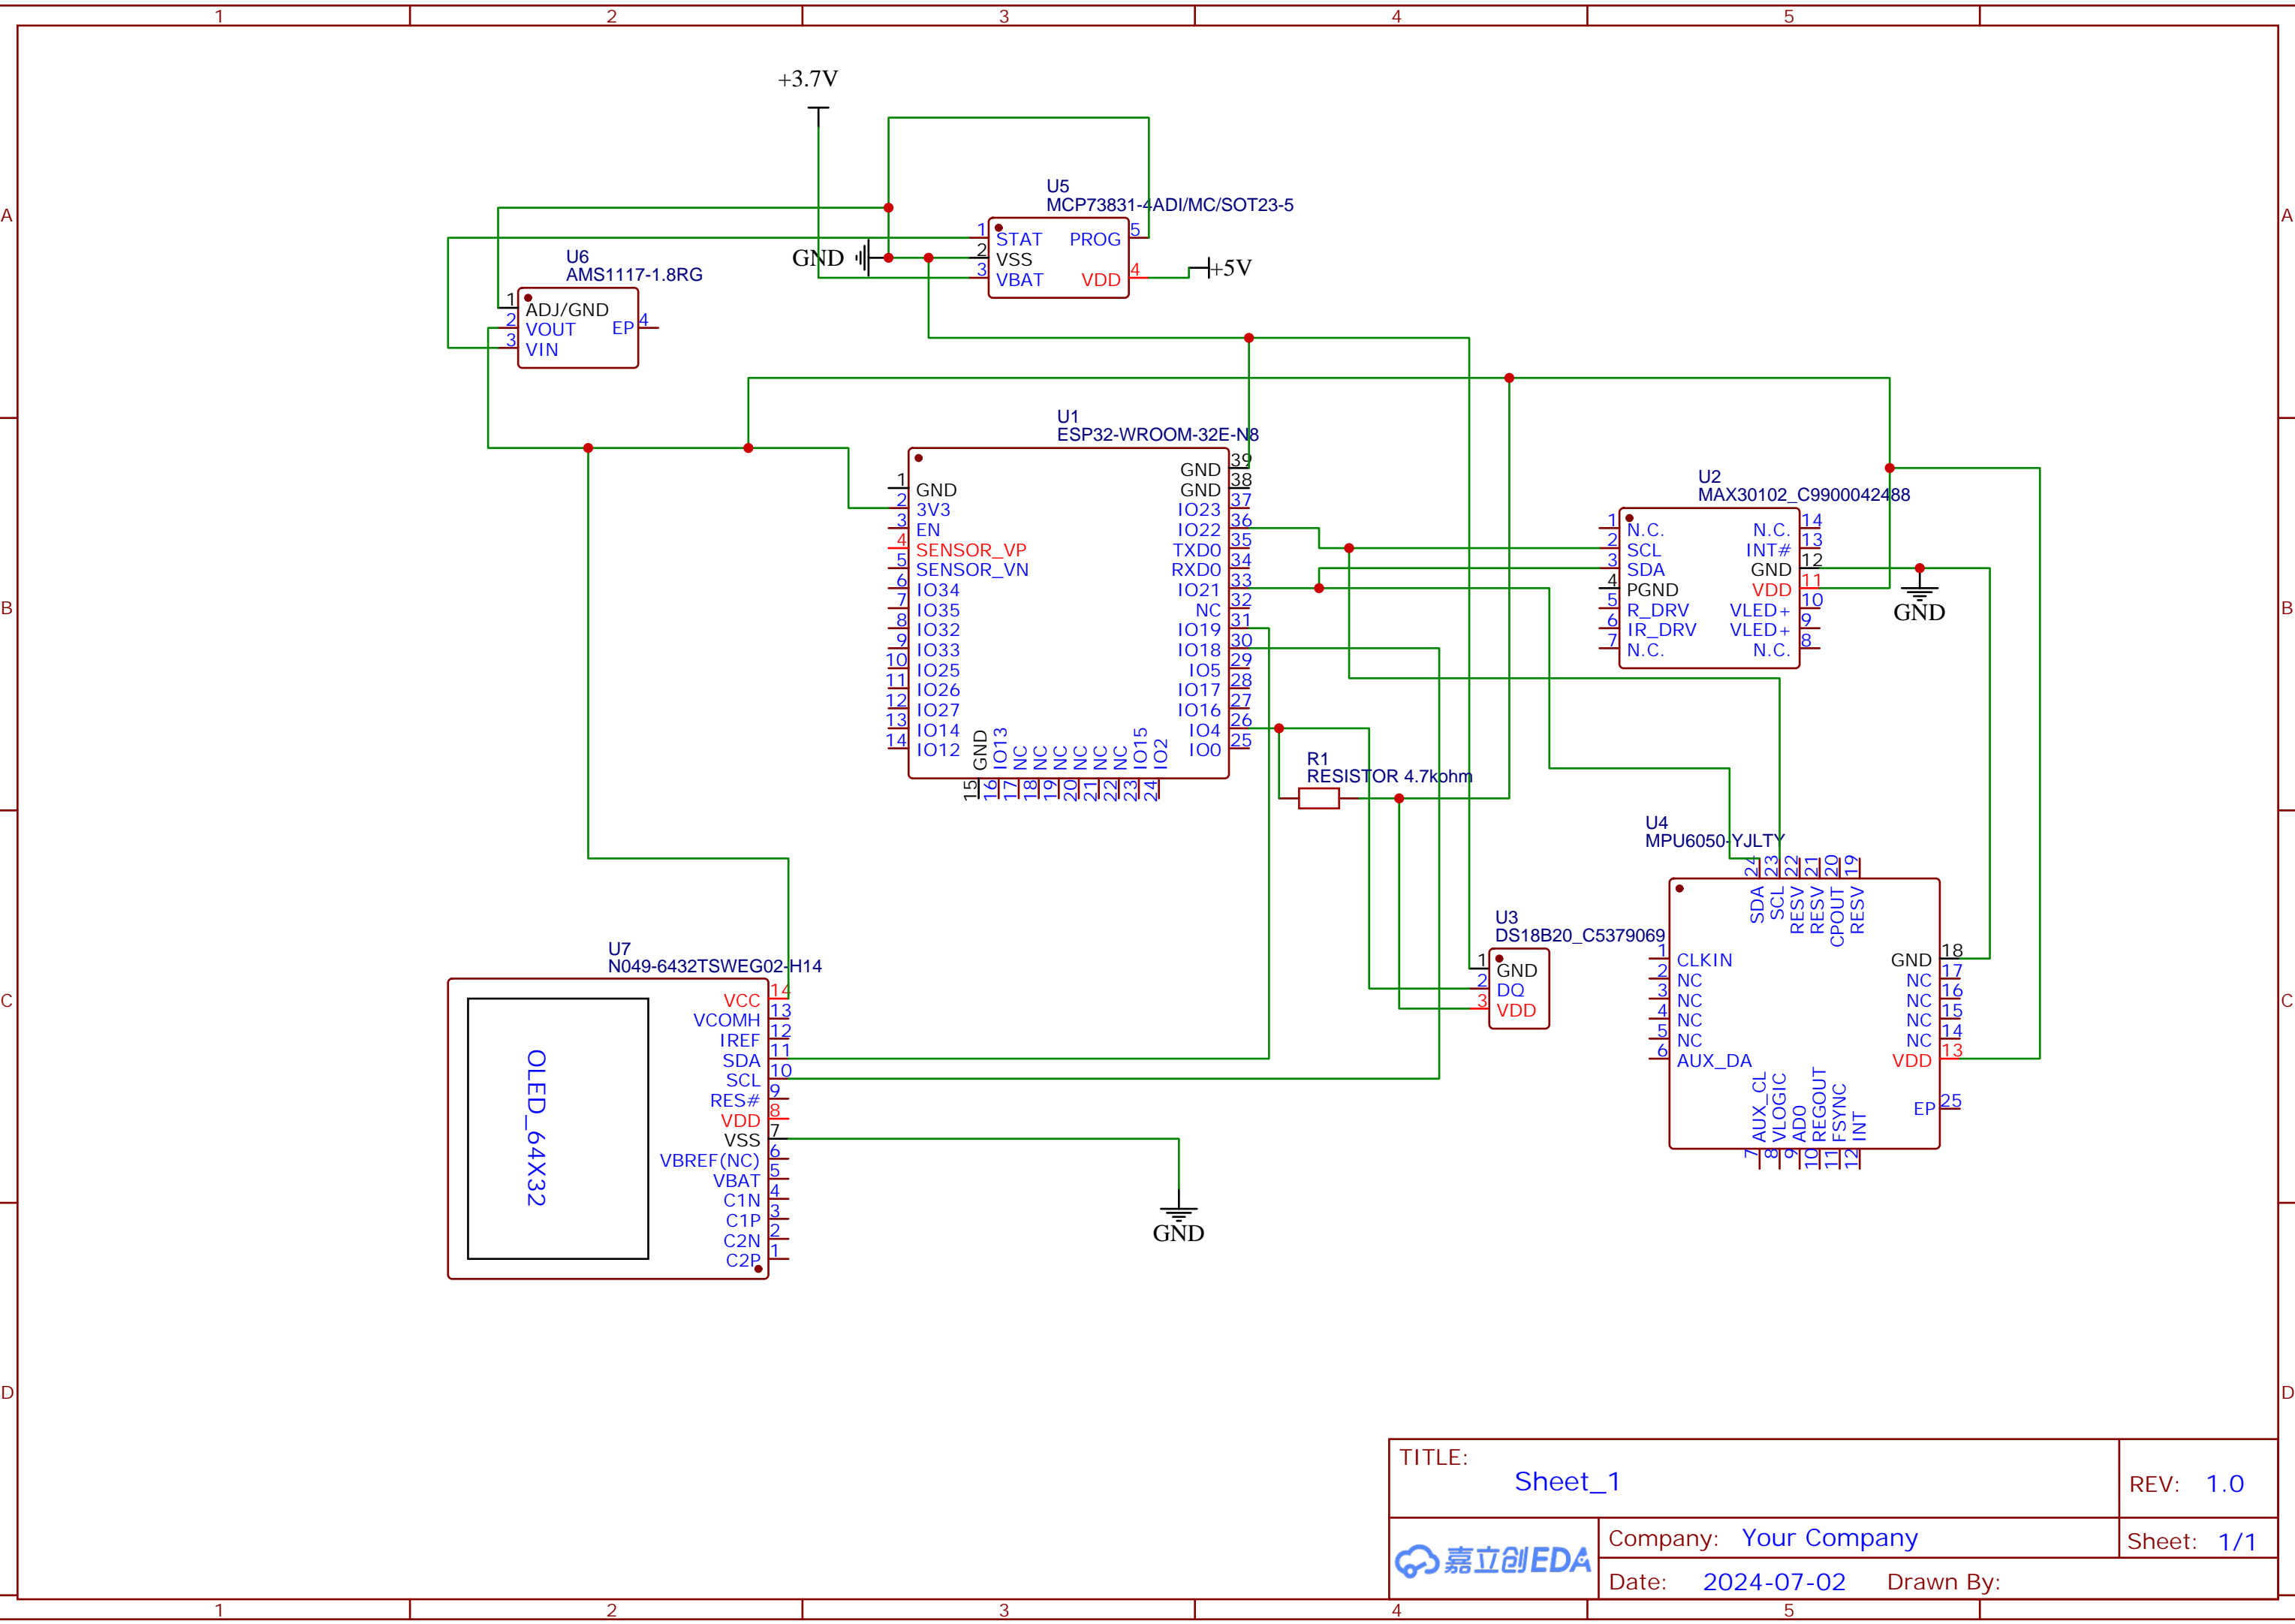 1 2 3 4 5
A
B
C
D
A
B
C
D
1 2 3 4 5
+3.7V
GND
+5V
U5
MCP73831-4ADI/MC/SOT23-5
1 STAT
2 VSS
3 VBAT
PROG 5
VDD 4
U6
AMS1117-1.8RG
1 ADJ/GND
2 VOUT
3 VIN
EP 4
U1
ESP32-WROOM-32E-N8
1 GND
2 3V3
3 EN
4 SENSOR_VP
5 SENSOR_VN
6 IO34
7 IO35
8 IO32
9 IO33
10 IO25
11 IO26
12 IO27
13 IO14
14 IO12
GND 15
IO13 16
NC 17
NC 18
NC 19
NC 20
NC 21
NC 22
IO15 23
IO2 24
GND 39
GND 38
IO23 37
IO22 36
TXD0 35
RXD0 34
IO21 33
NC 32
IO19 31
IO18 30
IO5 29
IO17 28
IO16 27
IO4 26
IO0 25
U2
MAX30102_C9900042488
1 N.C.
2 SCL
3 SDA
4 PGND
5 R_DRV
6 IR_DRV
7 N.C.
N.C. 14
INT# 13
GND 12
VDD 11
VLED+ 10
VLED+ 9
N.C. 8
GND
R1
RESISTOR 4.7kohm
U4
MPU6050-YJLTY
24 SDA
23 SCL
22 RESV
21 RESV
20 CPOUT
19 RESV
1 CLKIN
2 NC
3 NC
4 NC
5 NC
6 AUX_DA
GND 18
NC 17
NC 16
NC 15
NC 14
VDD 13
EP 25
AUX_CL 7
VLOGIC 8
AD0 9
REGOUT 10
FSYNC 11
INT 12
U3
DS18B20_C5379069
1 GND
2 DQ
3 VDD
U7
N049-6432TSWEG02-H14
OLED_64X32
VCC 14
VCOMH 13
IREF 12
SDA 11
SCL 10
RES# 9
VDD 8
VSS 7
VBREF(NC) 6
VBAT 5
C1N 4
C1P 3
C2N 2
C2P 1
GND
TITLE:
Sheet_1
REV: 1.0
嘉立创EDA
Company: Your Company
Sheet: 1/1
Date: 2024-07-02 Drawn By: